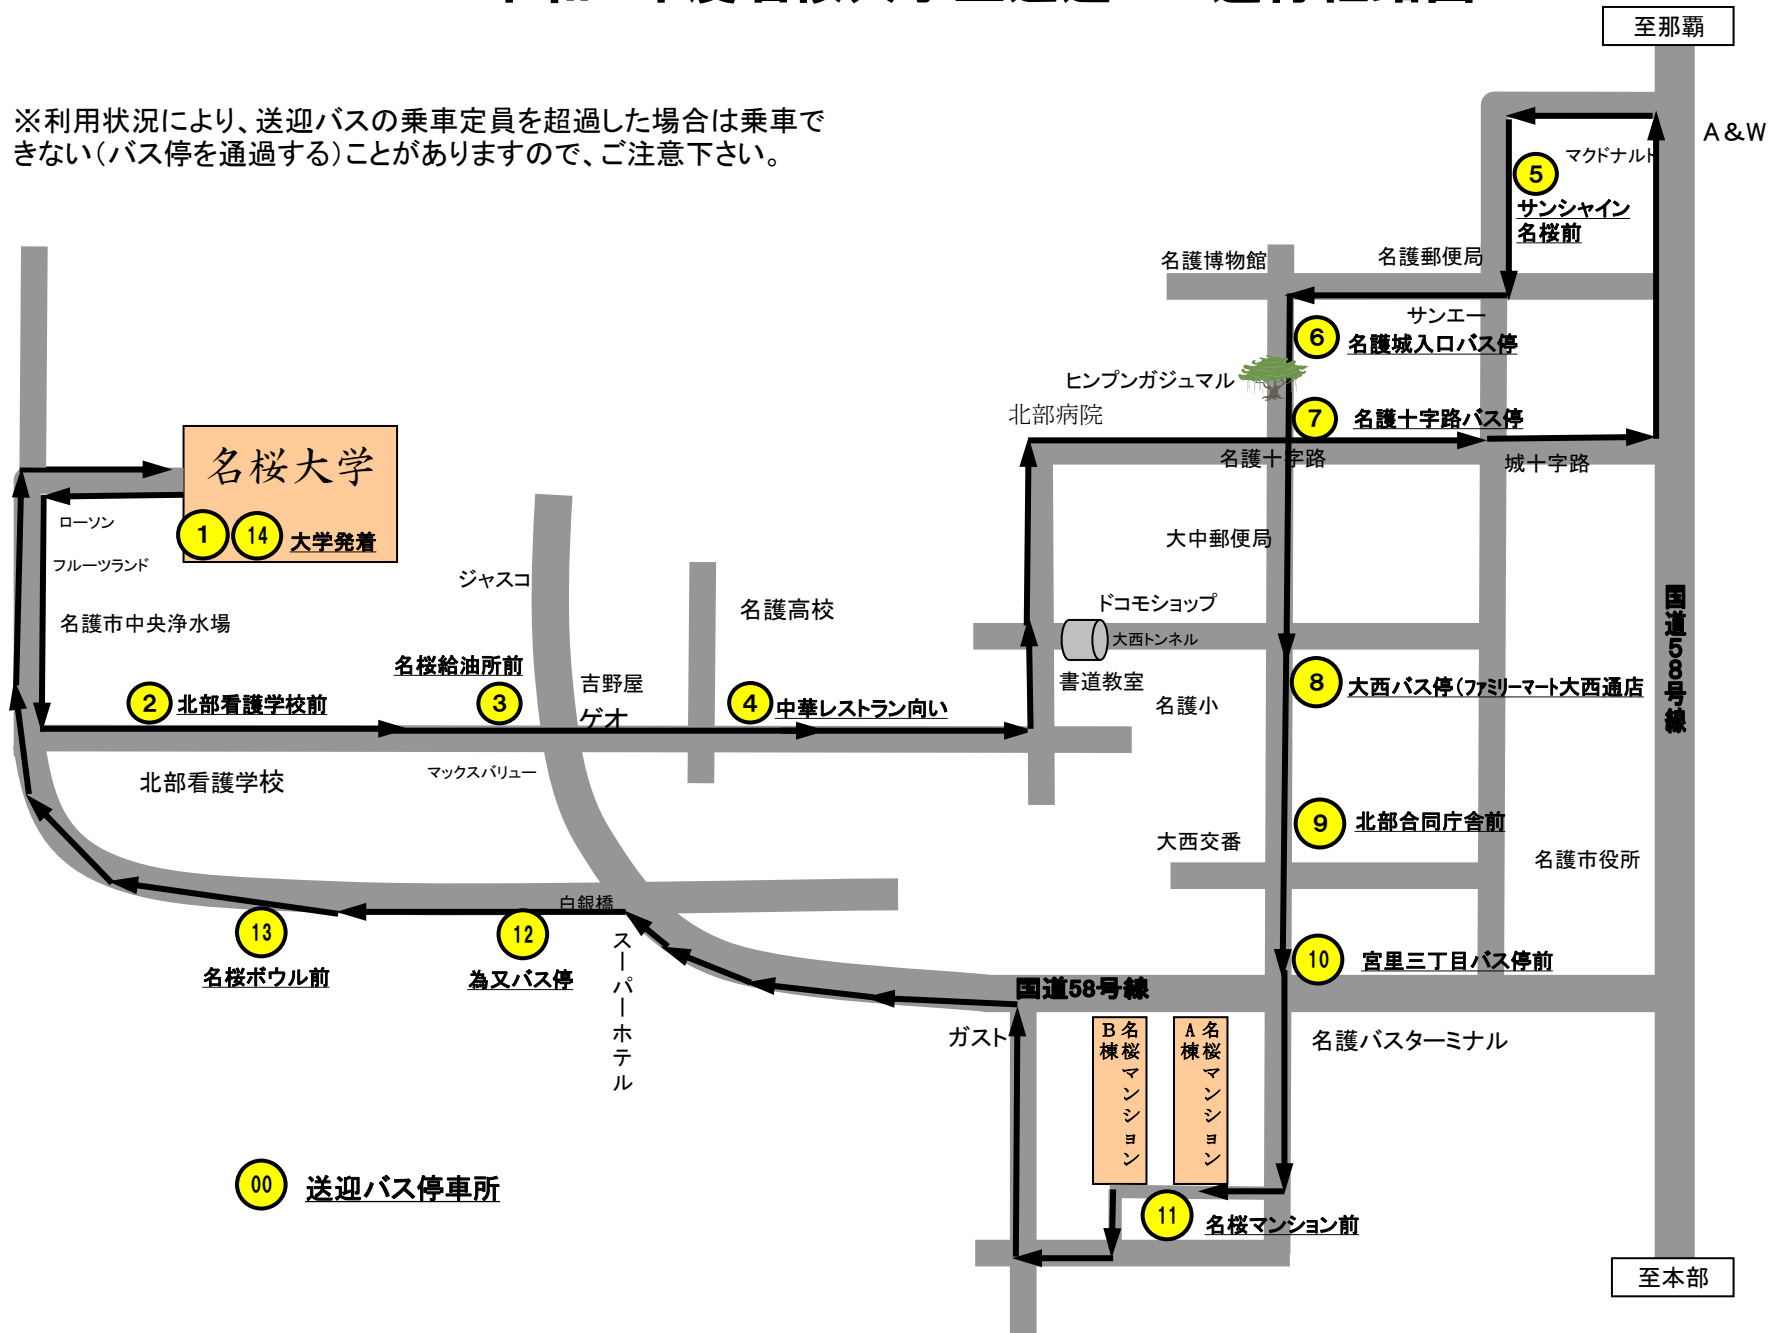 至那覇
※利用状況により、送迎バスの乗車定員を超過した場合は乗車で
きない（バス停を通過する）ことがありますので、ご注意下さい。
A&W
マクドナルド
5
サンシャイン
名桜前
名護博物館
名護郵便局
サンエー
6
名護城入口バス停
ヒンプンガジュマル
北部病院
7
名護十字路バス停
名護十字路
城十字路
名桜大学
1
14
大学発着
ローソン
フルーツランド
名護市中央浄水場
大中郵便局
ジャスコ
名護高校
ドコモショップ
大西トンネル
書道教室
名護小
国道58号線
名桜給油所前
2
北部看護学校前
3
吉野屋
ゲオ
4
中華レストラン向い
8
大西バス停（ファミリーマート大西通店
北部看護学校
マックスバリュー
9
北部合同庁舎前
大西交番
名護市役所
白銀橋
13
名桜ボウル前
12
為又バス停
スーパーホテル
10
宮里三丁目バス停前
国道58号線
ガスト
名桜マンション
B棟
名桜マンション
A棟
名護バスターミナル
00
送迎バス停車所
11
名桜マンション前
至本部